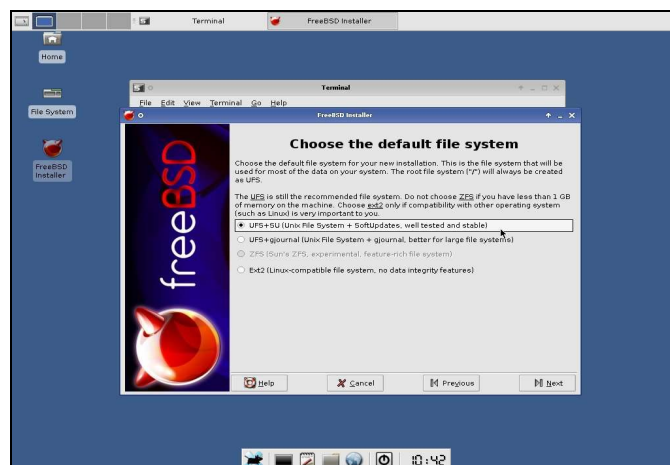 Terminal
FreeBSD Installer
Home
File System
FreeBSD
Installer
Terminal
File Edit View Terminal Go Help
FreeBSD Installer
freeBSD
Choose the default file system
Choose the default file system for your new installation. This is the file system that will be
used for most of the data on your system. The root file system ("/") will always be created
as UFS.
The UFS is still the recommended file system. Do not choose ZFS if you have less than 1 GB
of memory on the machine. Choose ext2 only if compatibility with other operating system
(such as Linux) is very important to you.
UFS+SU (Unix File System + SoftUpdates, well tested and stable)
UFS+gjournal (Unix File System + gjournal, better for large file systems)
ZFS (Sun's ZFS, experimental, feature-rich file system)
Ext2 (Linux-compatible file system, no data integrity features)
Help
Cancel
Previous
Next
10:42